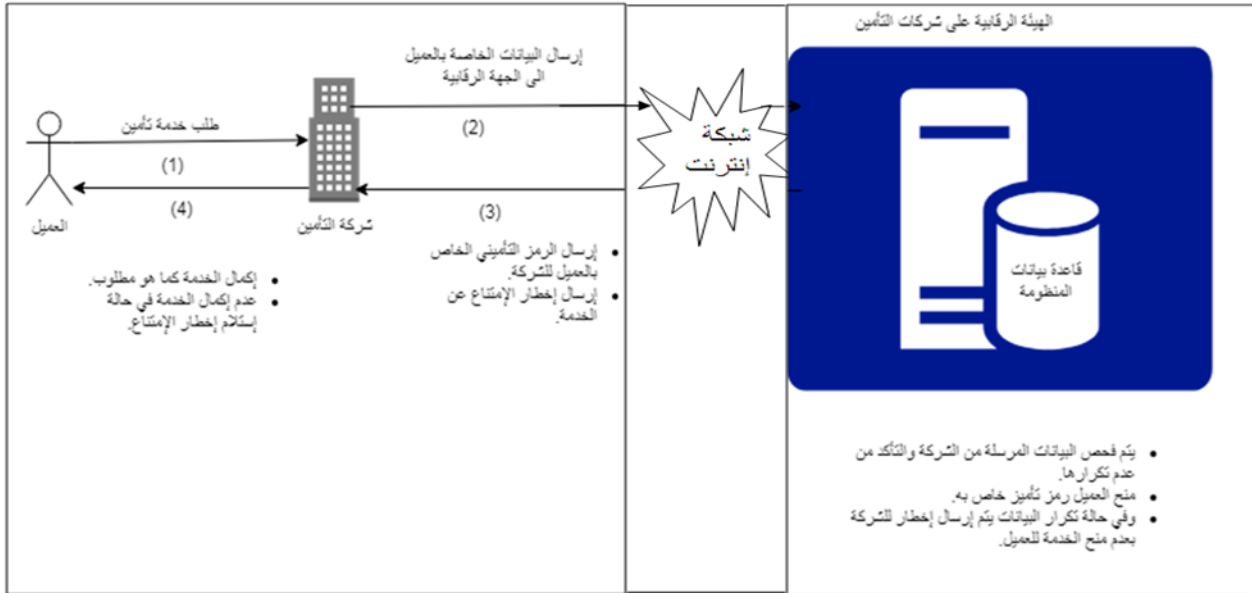 الهيئة الرقابية على شركات التأمين
إرسال البيانات الخاصة بالعميل
الى الجهة الرقابية
(2)
شبكة
إنترنت
طلب خدمة تأمين
(1)
(4)
(3)
العميل
شركة التأمين
قاعدة بيانات
المنظومة
إرسال الرمز التأميني الخاص
بالعميل للشركة.
إرسال إخطار الإمتناع عن
الخدمة.
إكمال الخدمة كما هو مطلوب.
عدم إكمال الخدمة في حالة
إستلام إخطار الإمتناع.
يتم فحص البيانات المرسلة من الشركة والتأكد من
عدم تكرارها.
منح العميل رمز تأميز خاص به.
وفي حالة تكرار البيانات يتم إرسال إخطار للشركة
بعدم منح الخدمة للعميل.